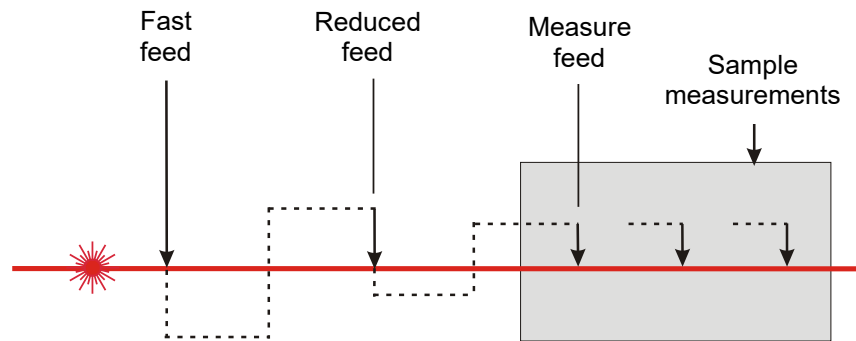 Fast
feed
Reduced
feed
Measure
feed
Sample
measurements